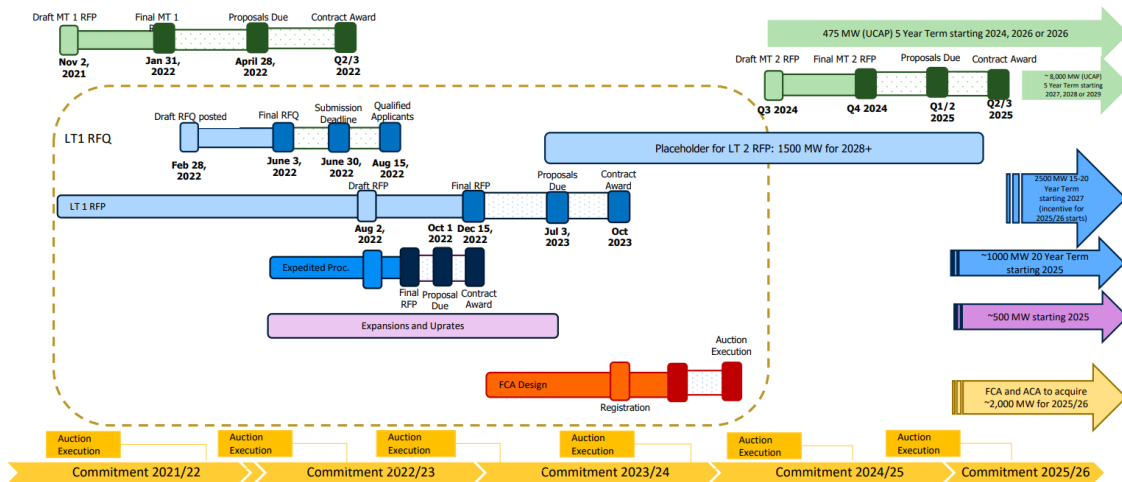 Draft MT 1 RFP
Final MT 1
Proposals Due
Contract Award
Nov 2,
2021
Jan 31,
2022
April 28,
2022
Q2/3
2022
475 MW (UCAP) 5 Year Term starting 2024, 2026 or 2026
Draft MT 2 RFP
Final MT 2 RFP
Proposals Due
Contract Award
Q3 2024
Q4 2024
Q1/2
2025
Q2/3
2025
~ 8,000 MW (UCAP)
5 Year Term starting
2027, 2028 or 2029
LT1 RFQ
Draft RFQ posted
Final RFQ
Submission
Deadline
Qualified
Applicants
Feb 28,
2022
June 3,
2022
June 30,
2022
Aug 15,
2022
Placeholder for LT 2 RFP: 1500 MW for 2028+
LT 1 RFP
Draft RFP
Final RFP
Proposals
Due
Contract
Award
Aug 2,
2022
Oct 1
2022
Dec 15,
2022
Jul 3,
2023
Oct
2023
2500 MW 15-20
Year Term
starting 2027
(incentive for
2025/26 starts)
Expedited Proc.
Final
RFP
Proposal
Due
Contract
Award
~1000 MW 20 Year Term
starting 2025
Expansions and Uprates
~500 MW starting 2025
FCA Design
Registration
Auction
Execution
FCA and ACA to acquire
~2,000 MW for 2025/26
Auction
Execution
Auction
Execution
Auction
Execution
Auction
Execution
Auction
Execution
Auction
Execution
Commitment 2021/22
Commitment 2022/23
Commitment 2023/24
Commitment 2024/25
Commitment 2025/26